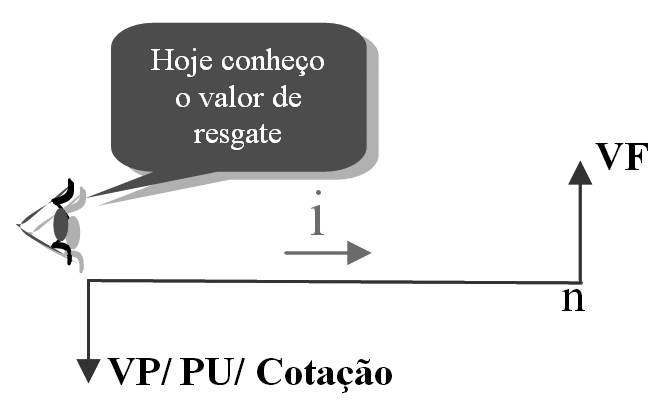 Hoje conheço
o valor de
resgate
VF
i
n
VP/ PU/ Cotação